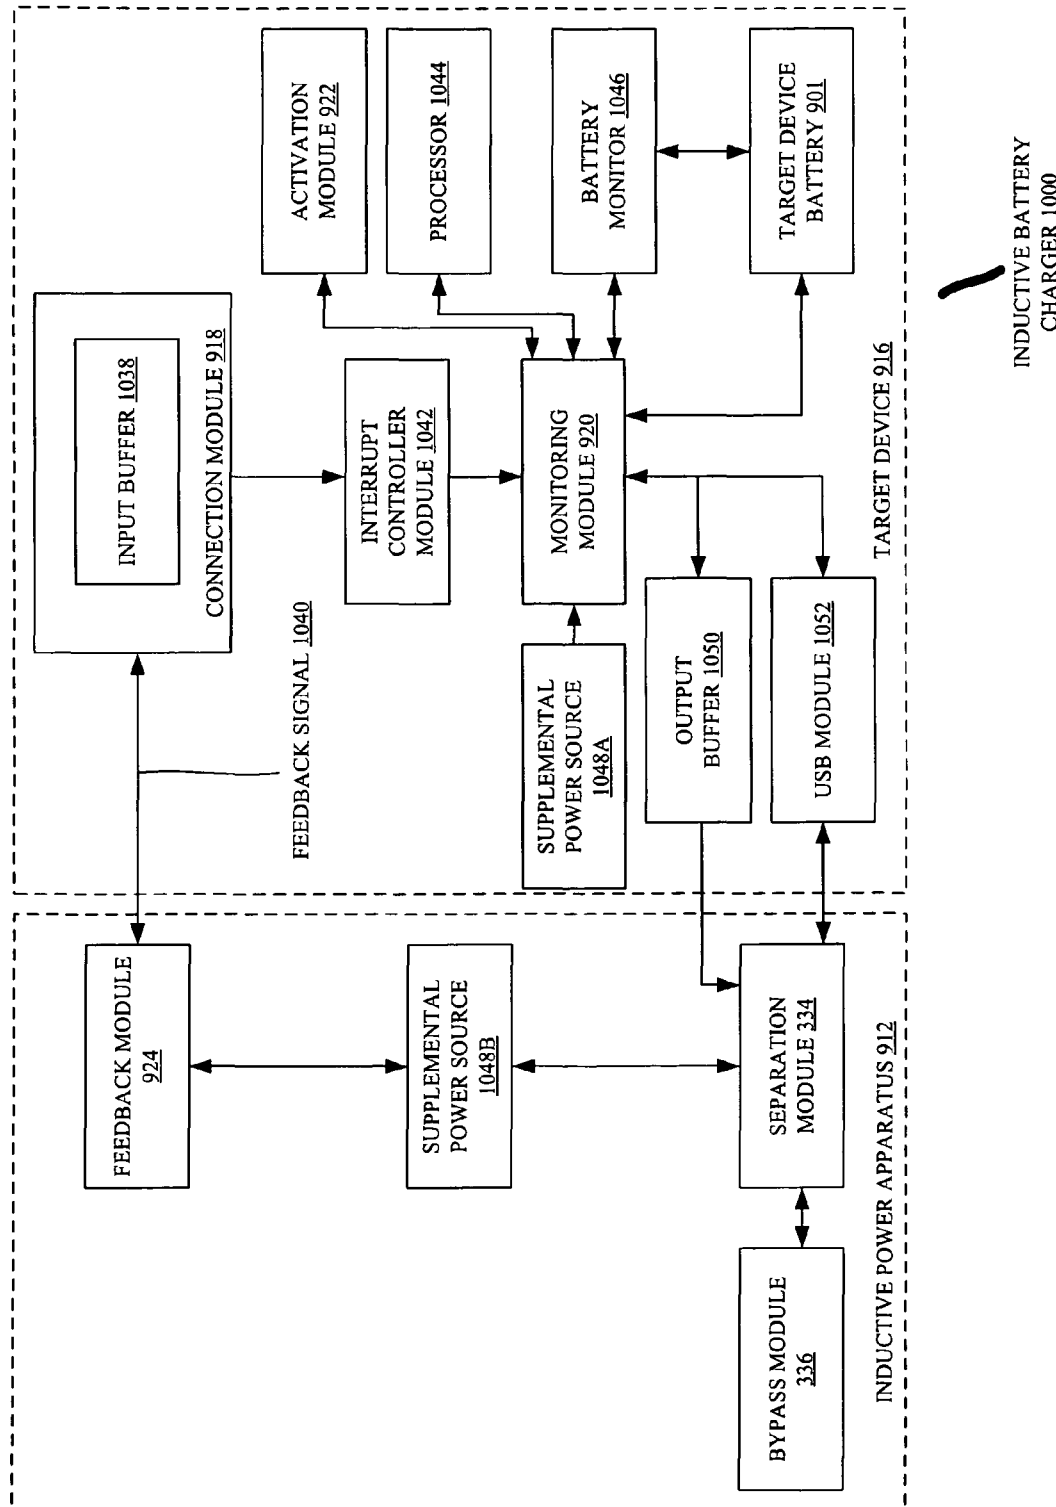 FEEDBACK MODULE
924
SUPPLEMENTAL
POWER SOURCE
1048B
BYPASS MODULE
336
SEPARATION
MODULE 334
INDUCTIVE POWER APPARATUS 912
FEEDBACK SIGNAL 1040
INPUT BUFFER 1038
CONNECTION MODULE 918
INTERRUPT
CONTROLLER
MODULE 1042
ACTIVATION
MODULE 922
PROCESSOR 1044
SUPPLEMENTAL
POWER SOURCE
1048A
MONITORING
MODULE 920
BATTERY
MONITOR 1046
OUTPUT
BUFFER 1050
USB MODULE 1052
TARGET DEVICE
BATTERY 901
TARGET DEVICE 916
INDUCTIVE BATTERY
CHARGER 1000